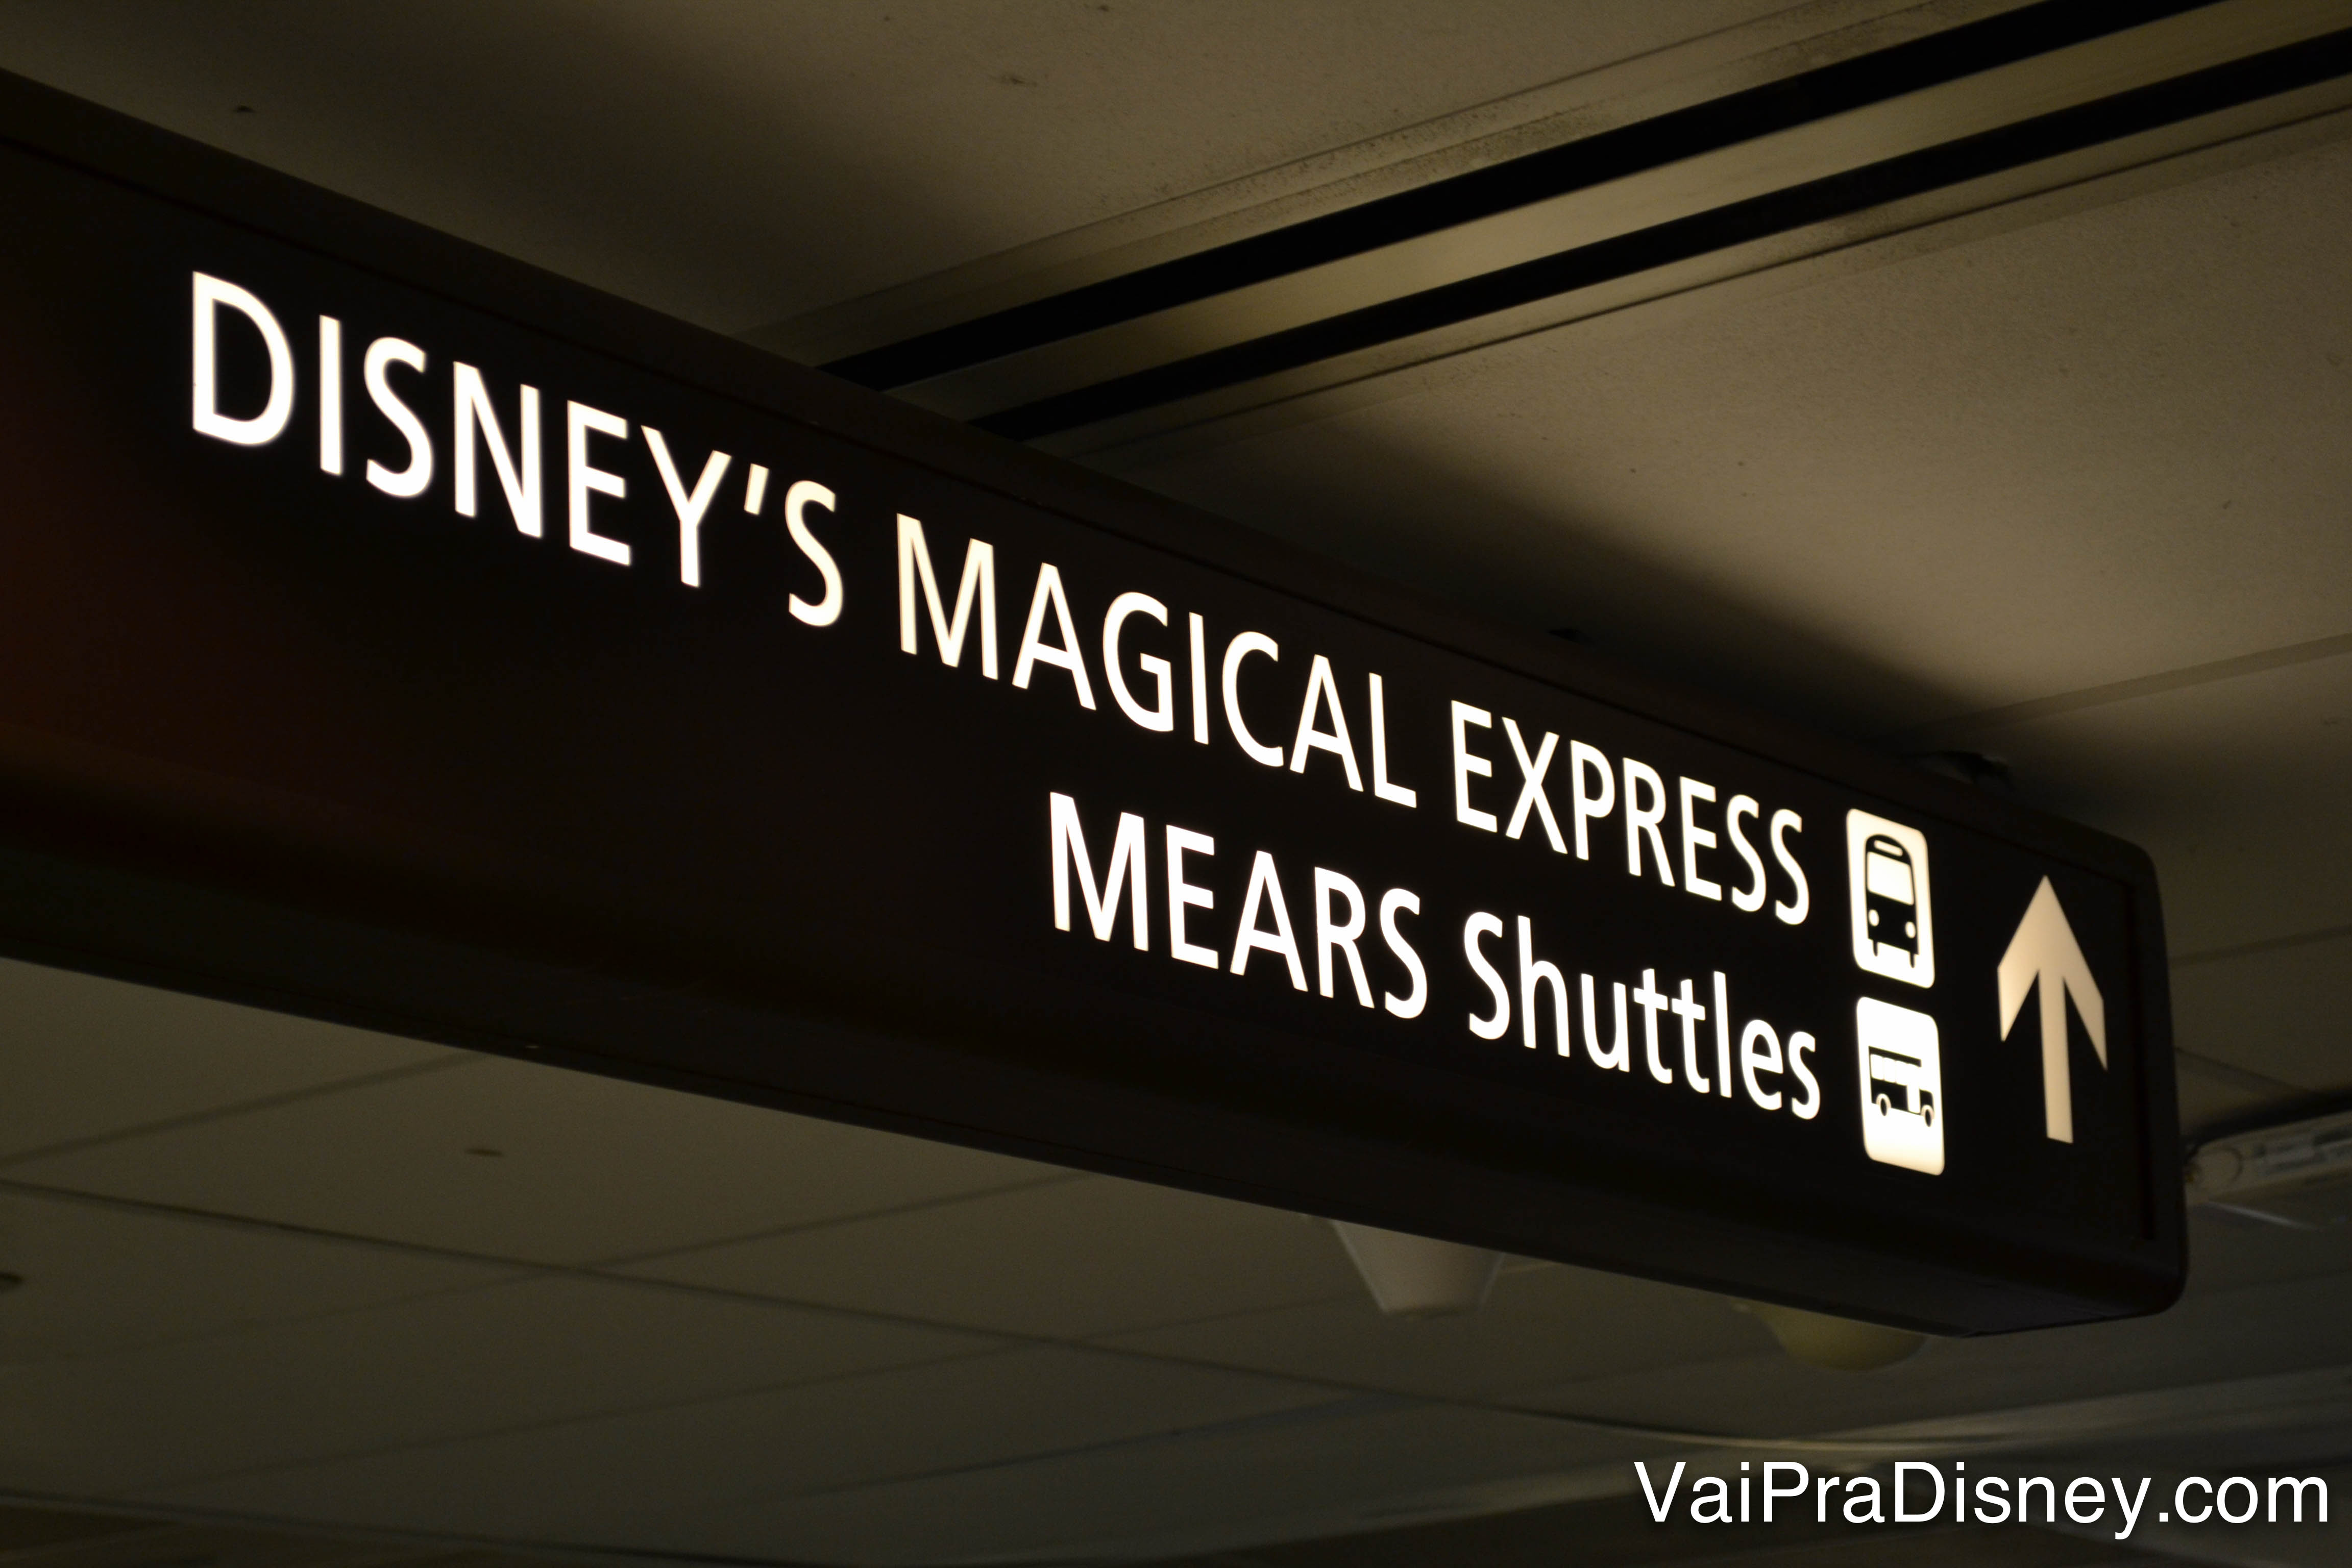 DISNEY'S MAGICAL EXPRESS
MEARS Shuttles
VaiPraDisney.com